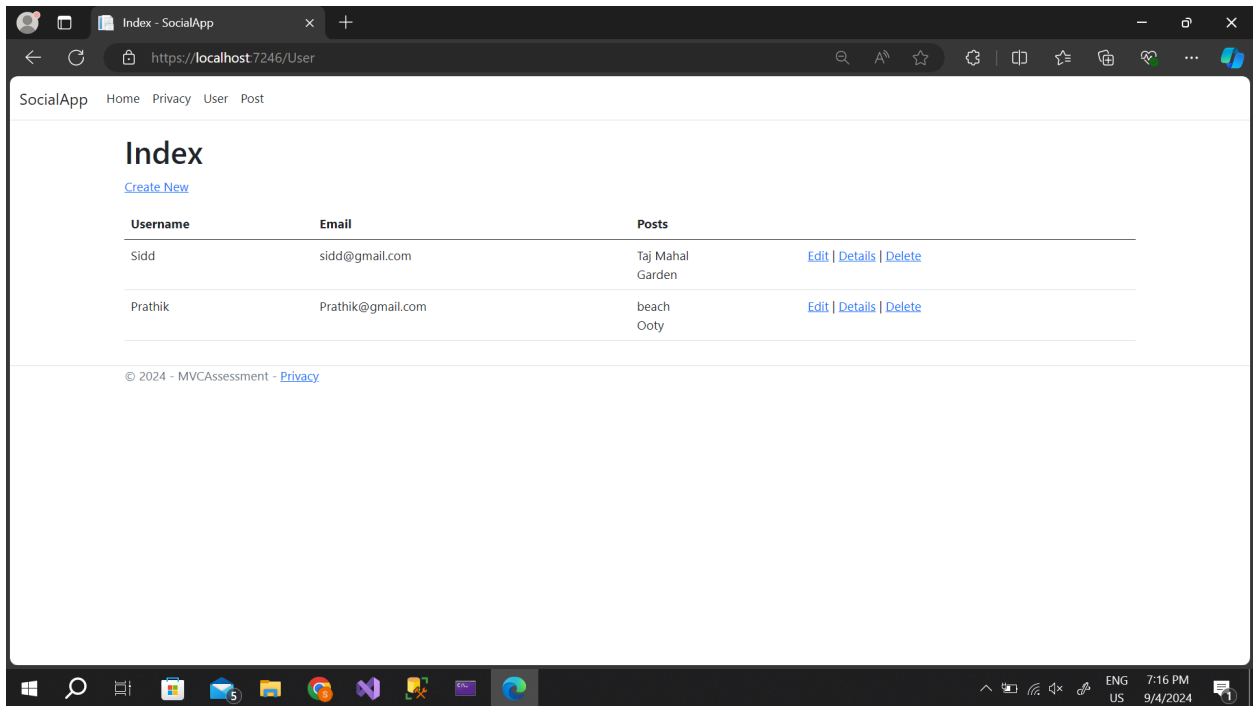 Index - SocialApp
https://localhost:7246/User
SocialApp Home Privacy User Post
Index
Create New
Username Email Posts
Sidd sidd@gmail.com Taj Mahal Edit | Details | Delete
Garden
Prathik Prathik@gmail.com beach Edit | Details | Delete
Ooty
© 2024 - MVCAssessment - Privacy
5
ENG 7:16 PM
US 9/4/2024
1